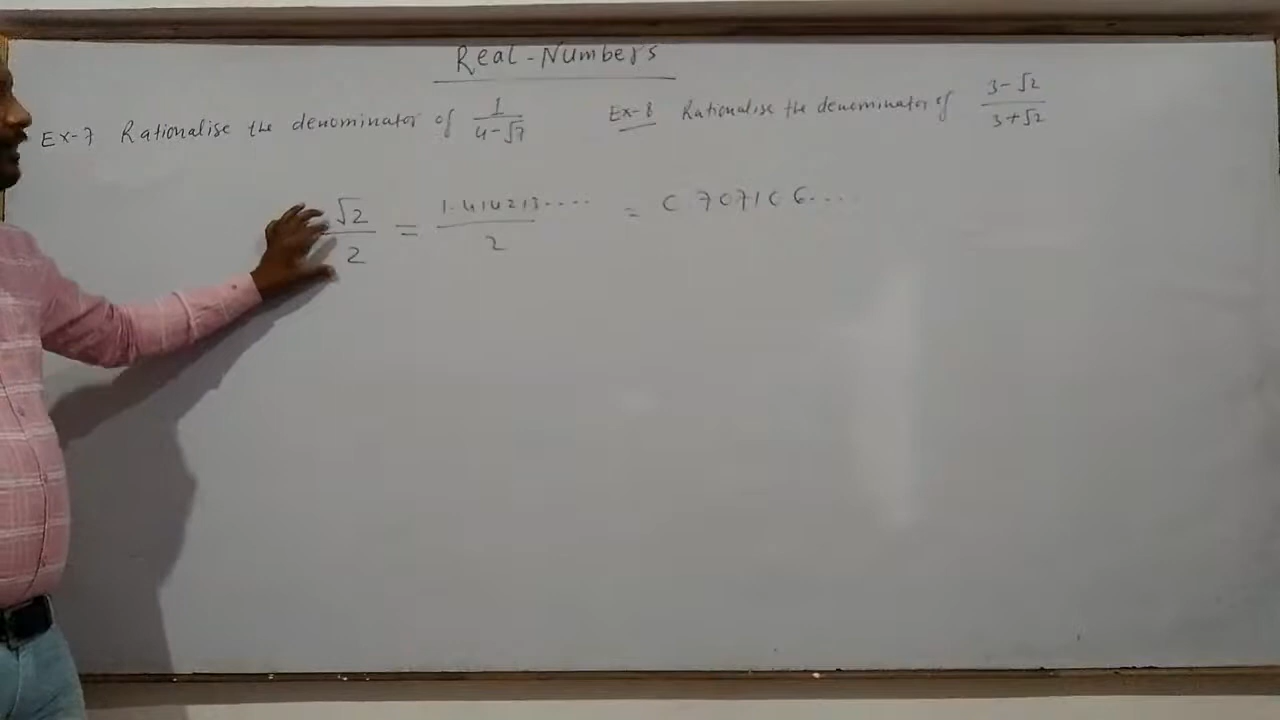 Real-Numbers
Ex-7 Rationalise the denominator of 1/(4-√7)
Ex-8 Rationalise the denominator of (3-√2)/(3+√2)
√2/2 = 1.414213..../2 = 0.707106....